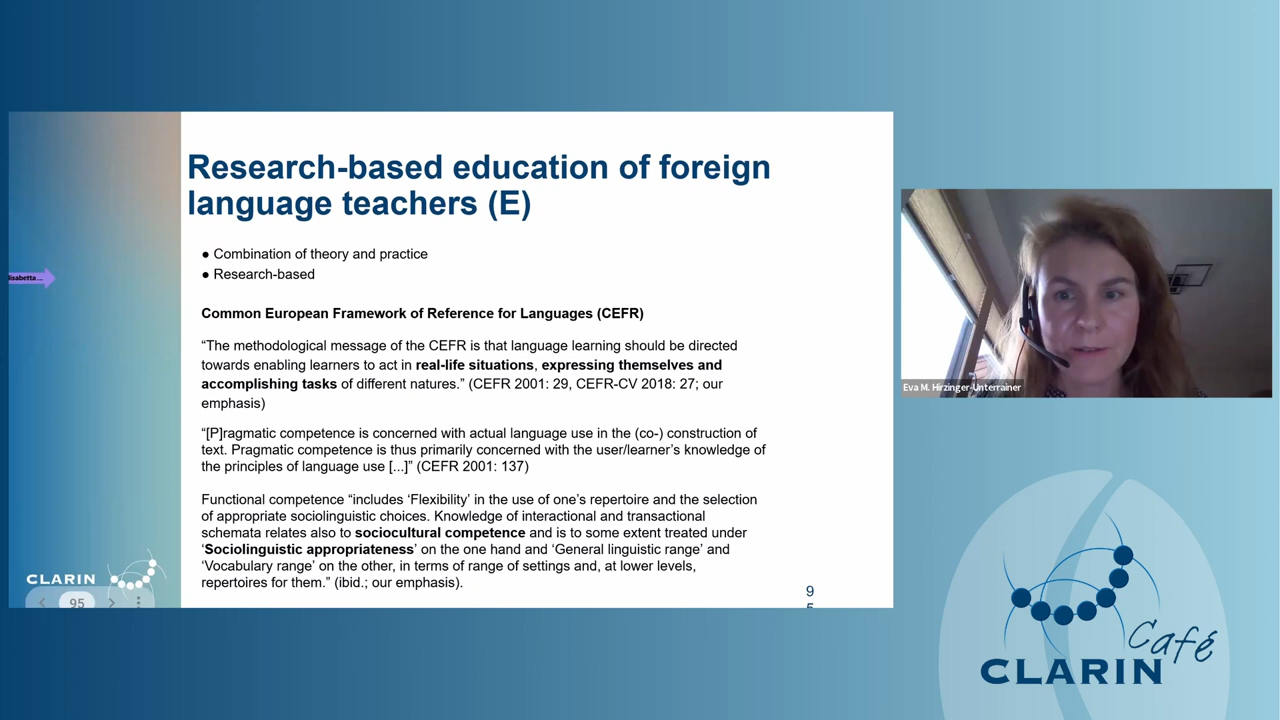 Research-based education of foreign
language teachers (E)
● Combination of theory and practice
● Research-based
Common European Framework of Reference for Languages (CEFR)
“The methodological message of the CEFR is that language learning should be directed
towards enabling learners to act in real-life situations, expressing themselves and
accomplishing tasks of different natures.” (CEFR 2001: 29, CEFR-CV 2018: 27; our
emphasis)
“[P]ragmatic competence is concerned with actual language use in the (co-) construction of
text. Pragmatic competence is thus primarily concerned with the user/learner’s knowledge of
the principles of language use [...]” (CEFR 2001: 137)
Functional competence “includes ‘Flexibility’ in the use of one’s repertoire and the selection
of appropriate sociolinguistic choices. Knowledge of interactional and transactional
schemata relates also to sociocultural competence and is to some extent treated under
‘Sociolinguistic appropriateness’ on the one hand and ‘General linguistic range’ and
‘Vocabulary range’ on the other, in terms of range of settings and, at lower levels,
repertoires for them.” (ibid.; our emphasis).
CLARIN
95
9
5
Eva M. Hirzinger-Unterrainer
Café
CLARIN